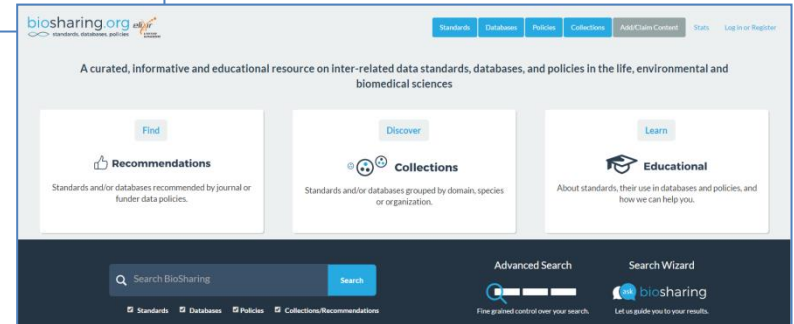 biosharing.org elixir
standards, databases, policies
Standards Databases Policies Collections Add/Claim Content Stats Log in or Register
A curated, informative and educational resource on inter-related data standards, databases, and policies in the life, environmental and
biomedical sciences
Find
Recommendations
Standards and/or databases recommended by journal or
funder data policies.
Discover
Collections
Standards and/or databases grouped by domain, species
or organization.
Learn
Educational
About standards, their use in databases and policies, and
how we can help you.
Search BioSharing Search
Standards Databases Policies Collections/Recommendations
Advanced Search
Fine grained control over your search.
Search Wizard
ask biosharing
Let us guide you to your results.